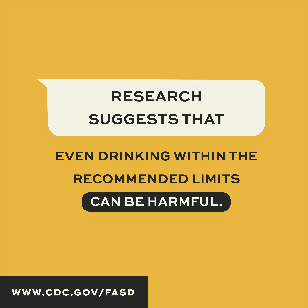 RESEARCH
SUGGESTS THAT
EVEN DRINKING WITHIN THE
RECOMMENDED LIMITS
CAN BE HARMFUL.
WWW.CDC.GOV/FASD